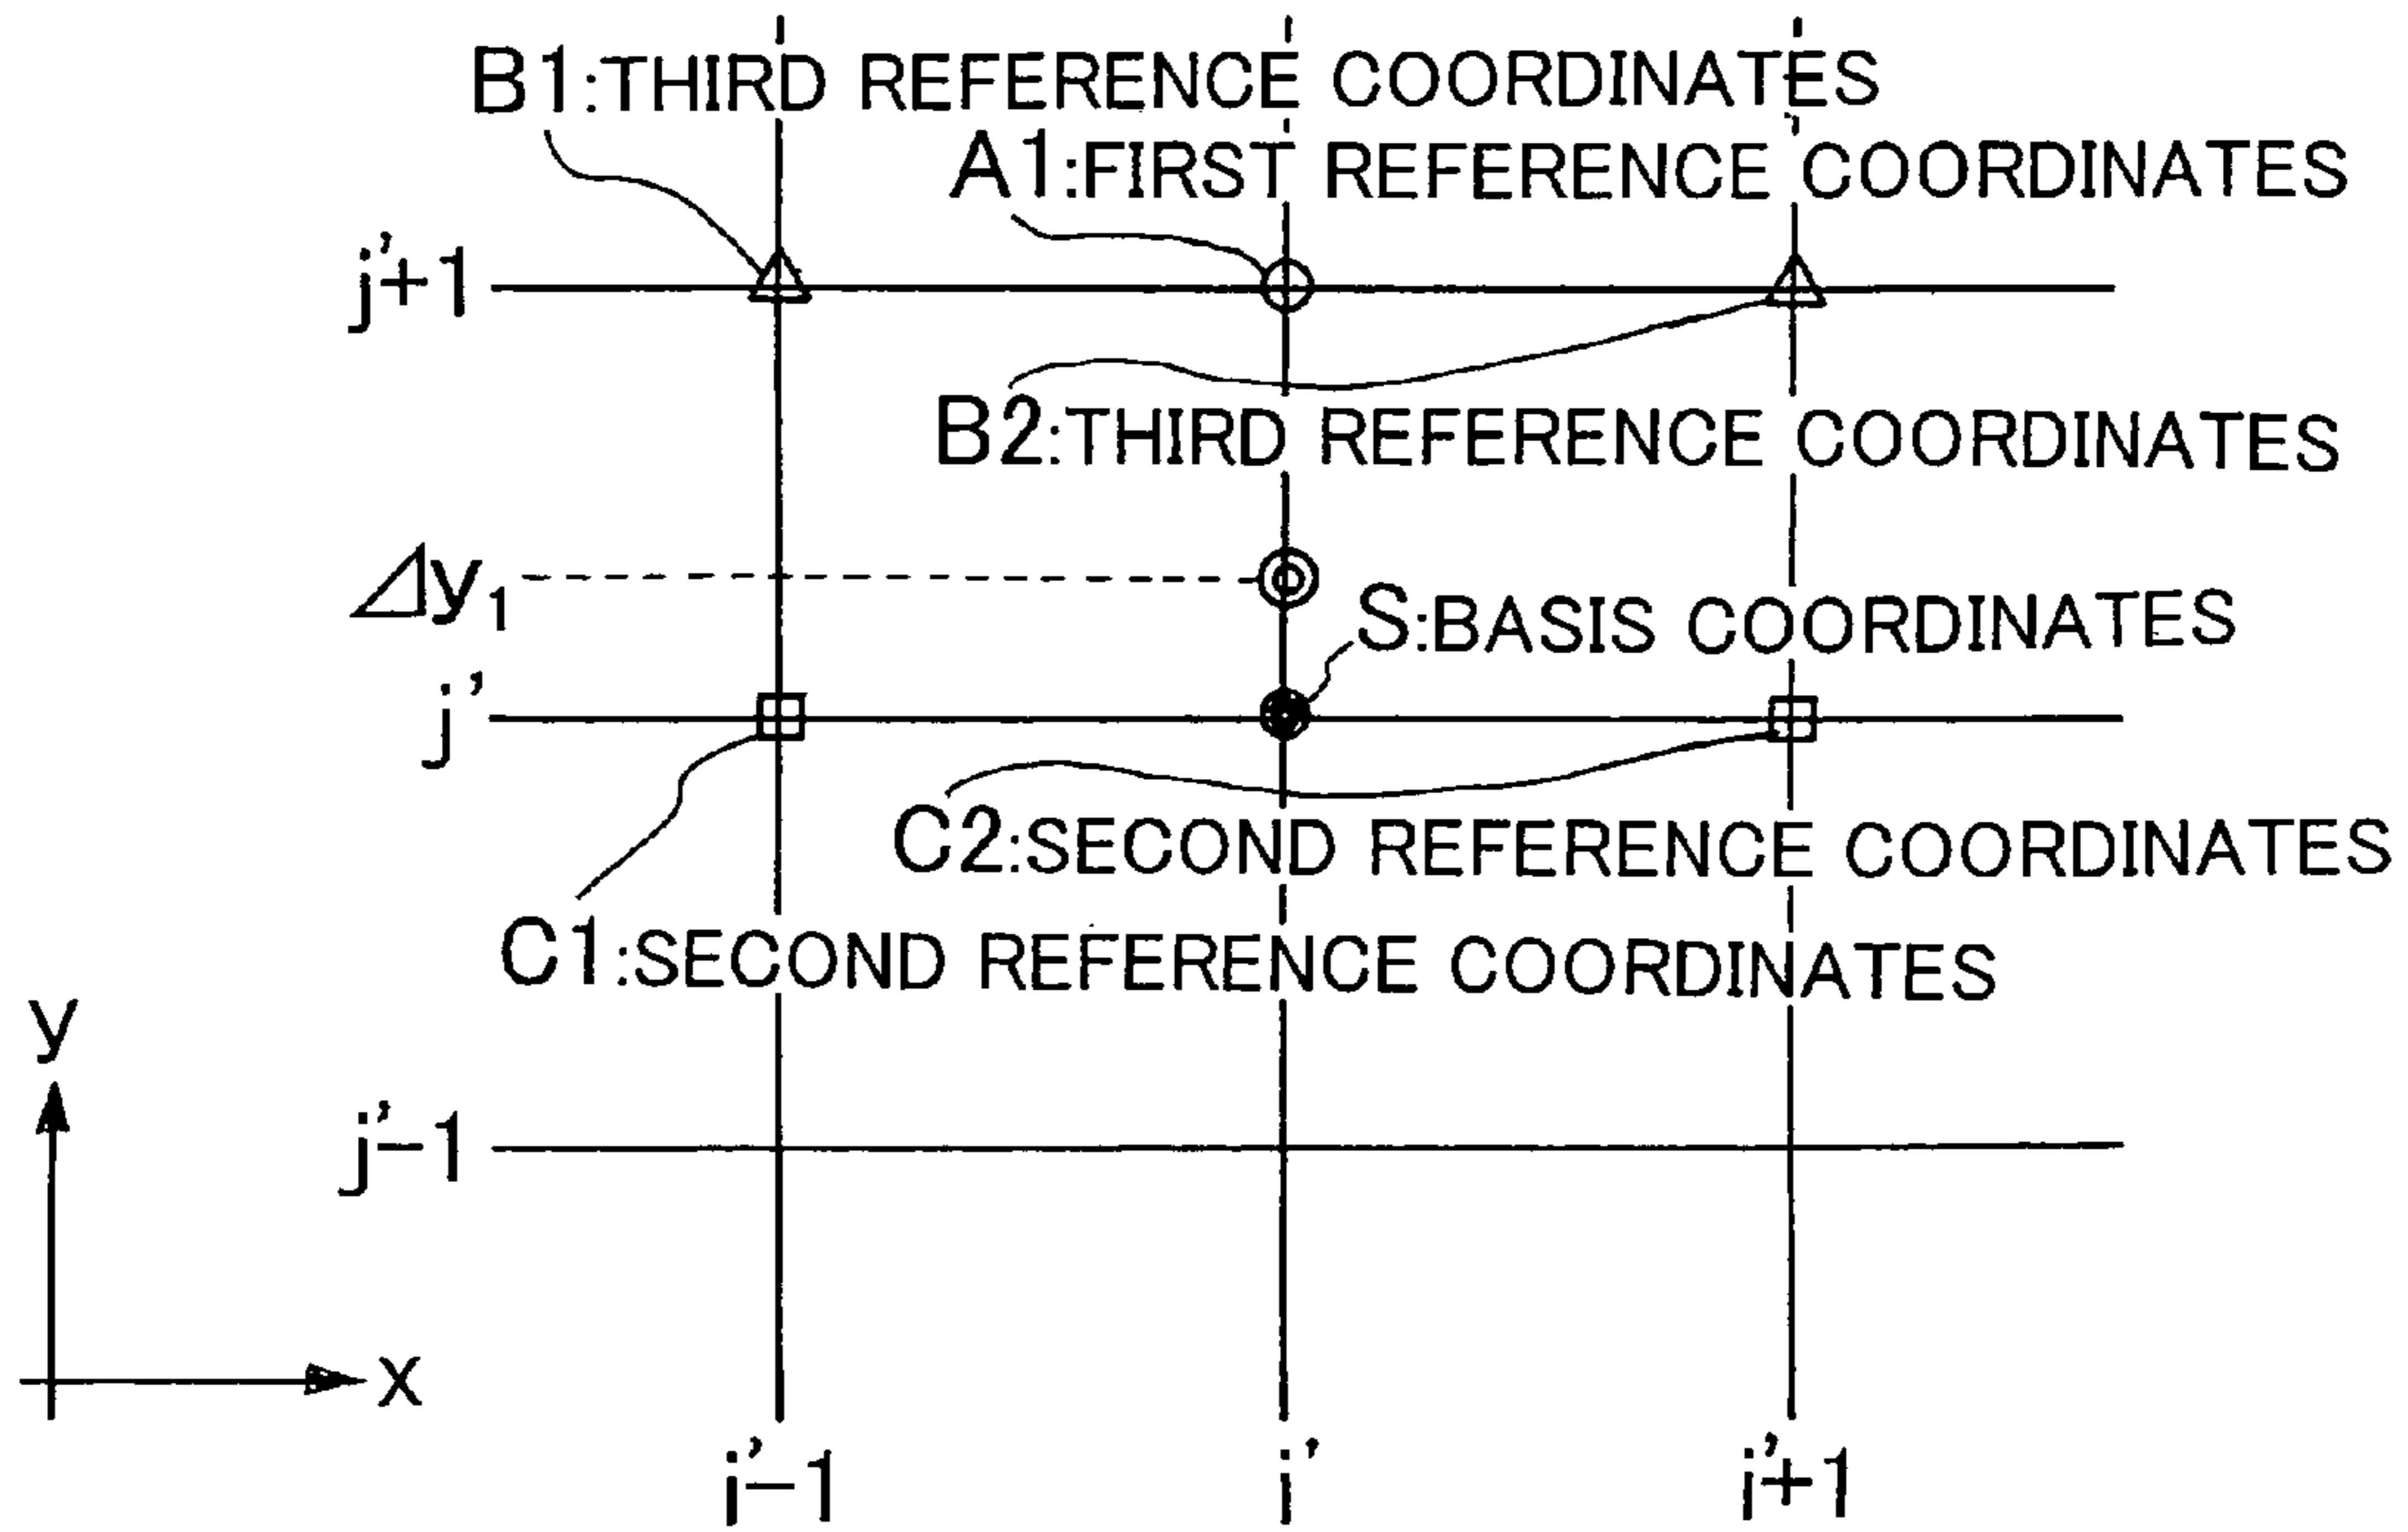 B1:THIRD REFERENCE COORDINATES
A1:FIRST REFERENCE COORDINATES
j'+1
B2:THIRD REFERENCE COORDINATES
⊿y1
S:BASIS COORDINATES
j'
C2:SECOND REFERENCE COORDINATES
C1:SECOND REFERENCE COORDINATES
y
j'−1
x
i'−1 i' i'+1